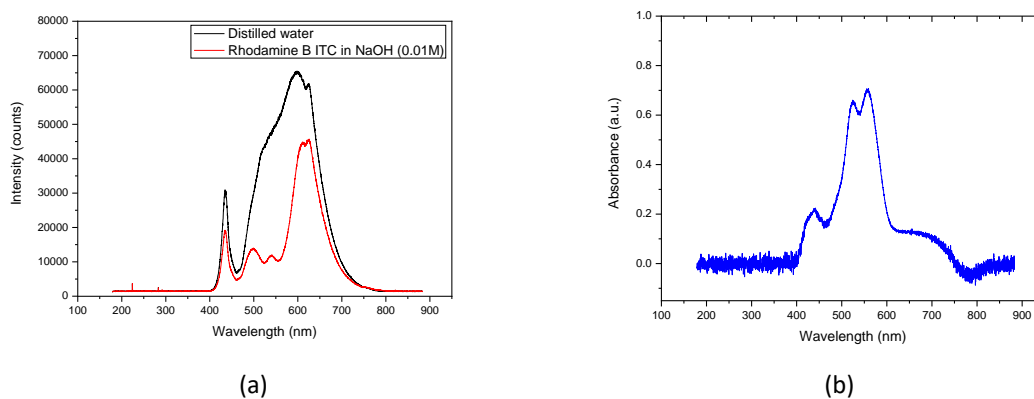 80000
70000
60000
50000
40000
30000
20000
10000
0
Intensity (counts)
Distilled water
Rhodamine B ITC in NaOH (0.01M)
100 200 300 400 500 600 700 800 900
Wavelength (nm)
(a)
1.0
0.8
0.6
0.4
0.2
0.0
Absorbance (a.u.)
100 200 300 400 500 600 700 800 900
Wavelength (nm)
(b)